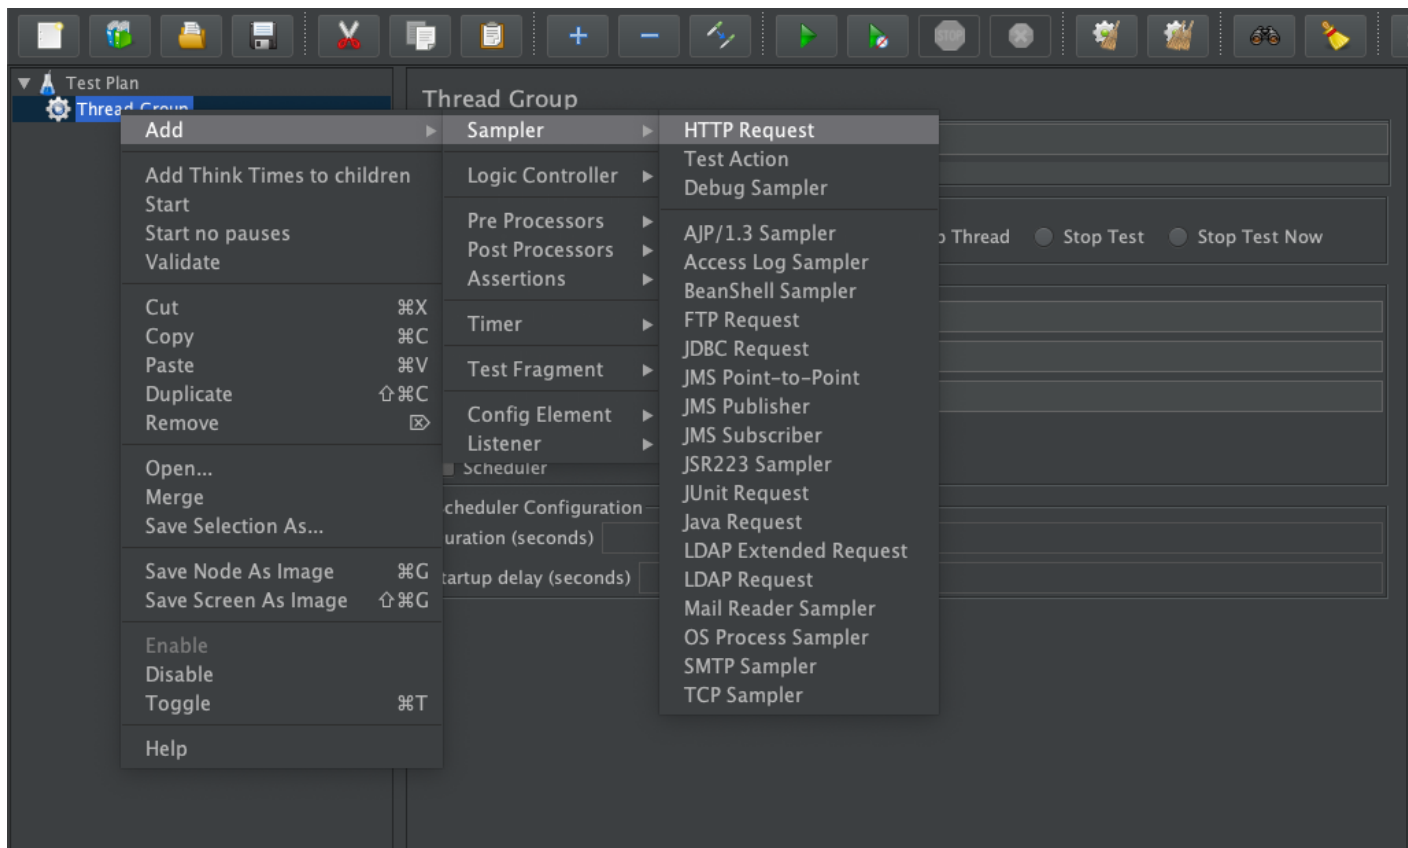 STOP
Test Plan
Thread Group
Thread Group
Add
Add Think Times to children
Start
Start no pauses
Validate
Cut ⌘X
Copy ⌘C
Paste ⌘V
Duplicate ⇧⌘C
Remove ⌦
Open...
Merge
Save Selection As...
Save Node As Image ⌘G
Save Screen As Image ⇧⌘G
Enable
Disable
Toggle ⌘T
Help
Sampler
Logic Controller
Pre Processors
Post Processors
Assertions
Timer
Test Fragment
Config Element
Listener
HTTP Request
Test Action
Debug Sampler
AJP/1.3 Sampler
Access Log Sampler
BeanShell Sampler
FTP Request
JDBC Request
JMS Point-to-Point
JMS Publisher
JMS Subscriber
JSR223 Sampler
JUnit Request
Java Request
LDAP Extended Request
LDAP Request
Mail Reader Sampler
OS Process Sampler
SMTP Sampler
TCP Sampler
Thread Stop Test Stop Test Now
Scheduler
cheduler Configuration
uration (seconds)
tartup delay (seconds)